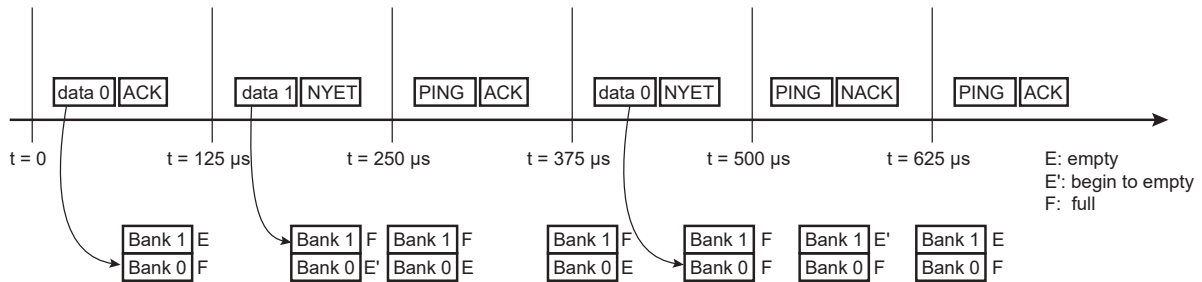 data 0 ACK data 1 NYET PING ACK data 0 NYET PING NACK PING ACK
t = 0 t = 125 μs t = 250 μs t = 375 μs t = 500 μs t = 625 μs E: empty
E': begin to empty
F: full
Bank 1 E Bank 1 F Bank 1 F Bank 1 F Bank 1 F Bank 1 E' Bank 1 E
Bank 0 F Bank 0 E' Bank 0 E Bank 0 E Bank 0 F Bank 0 F Bank 0 F